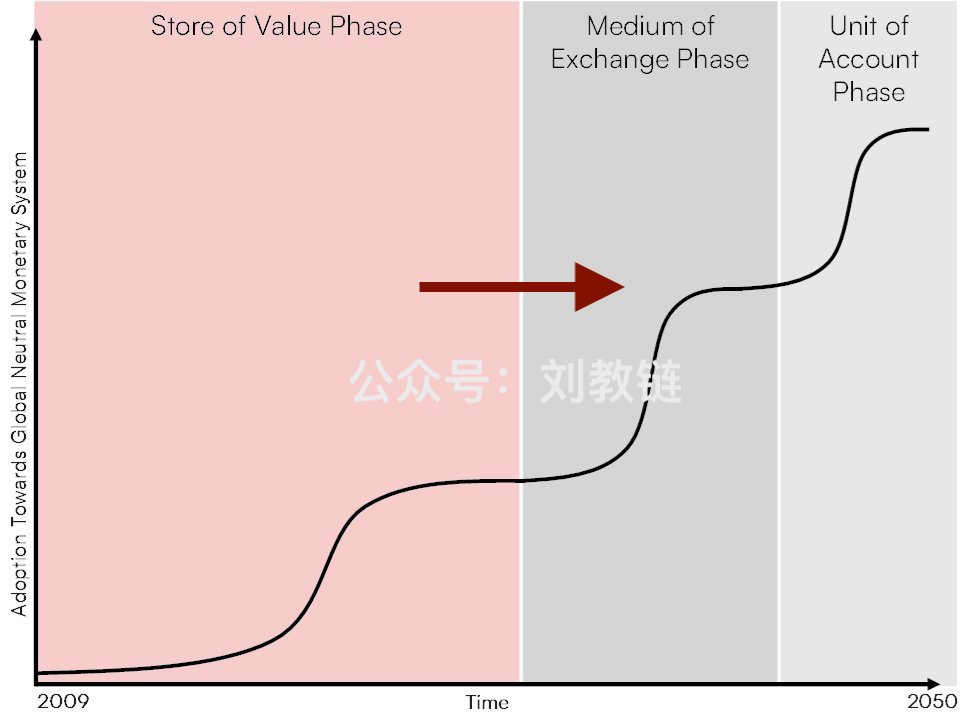 Store of Value Phase
Medium of
Exchange Phase
Unit of
Account
Phase
Adoption Towards Global Neutral Monetary System
公众号：刘教链
2009
Time
2050